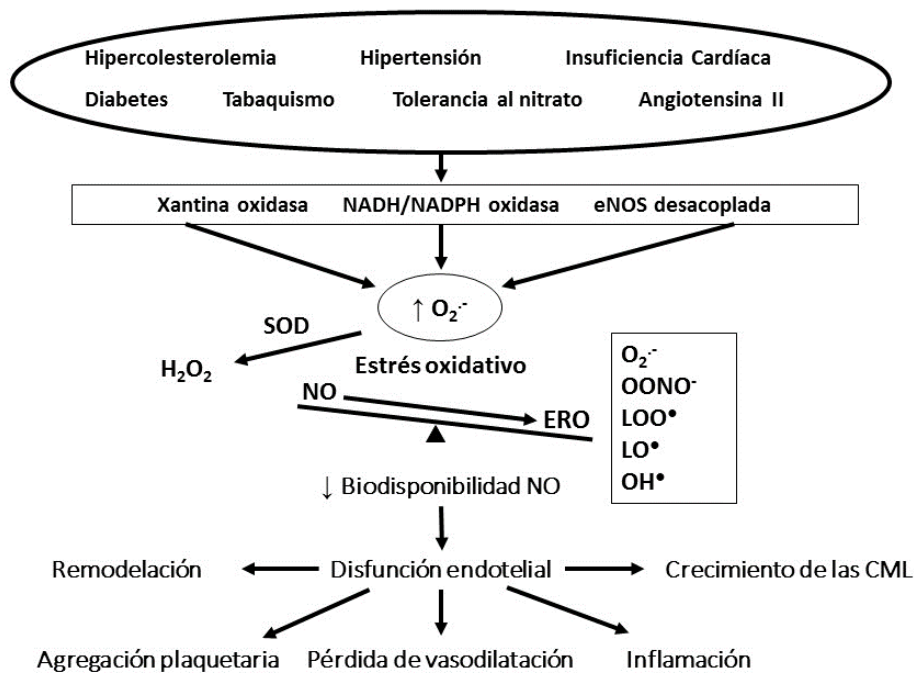 Hipercolesterolemia Hipertensión Insuficiencia Cardíaca
Diabetes Tabaquismo Tolerancia al nitrato Angiotensina II
Xantina oxidasa NADH/NADPH oxidasa eNOS desacoplada
↑ O₂·⁻
SOD
H₂O₂
Estrés oxidativo
NO
ERO
O₂·⁻
OONO⁻
LOO•
LO•
OH•
↓ Biodisponibilidad NO
Remodelación Disfunción endotelial Crecimiento de las CML
Agregación plaquetaria Pérdida de vasodilatación Inflamación